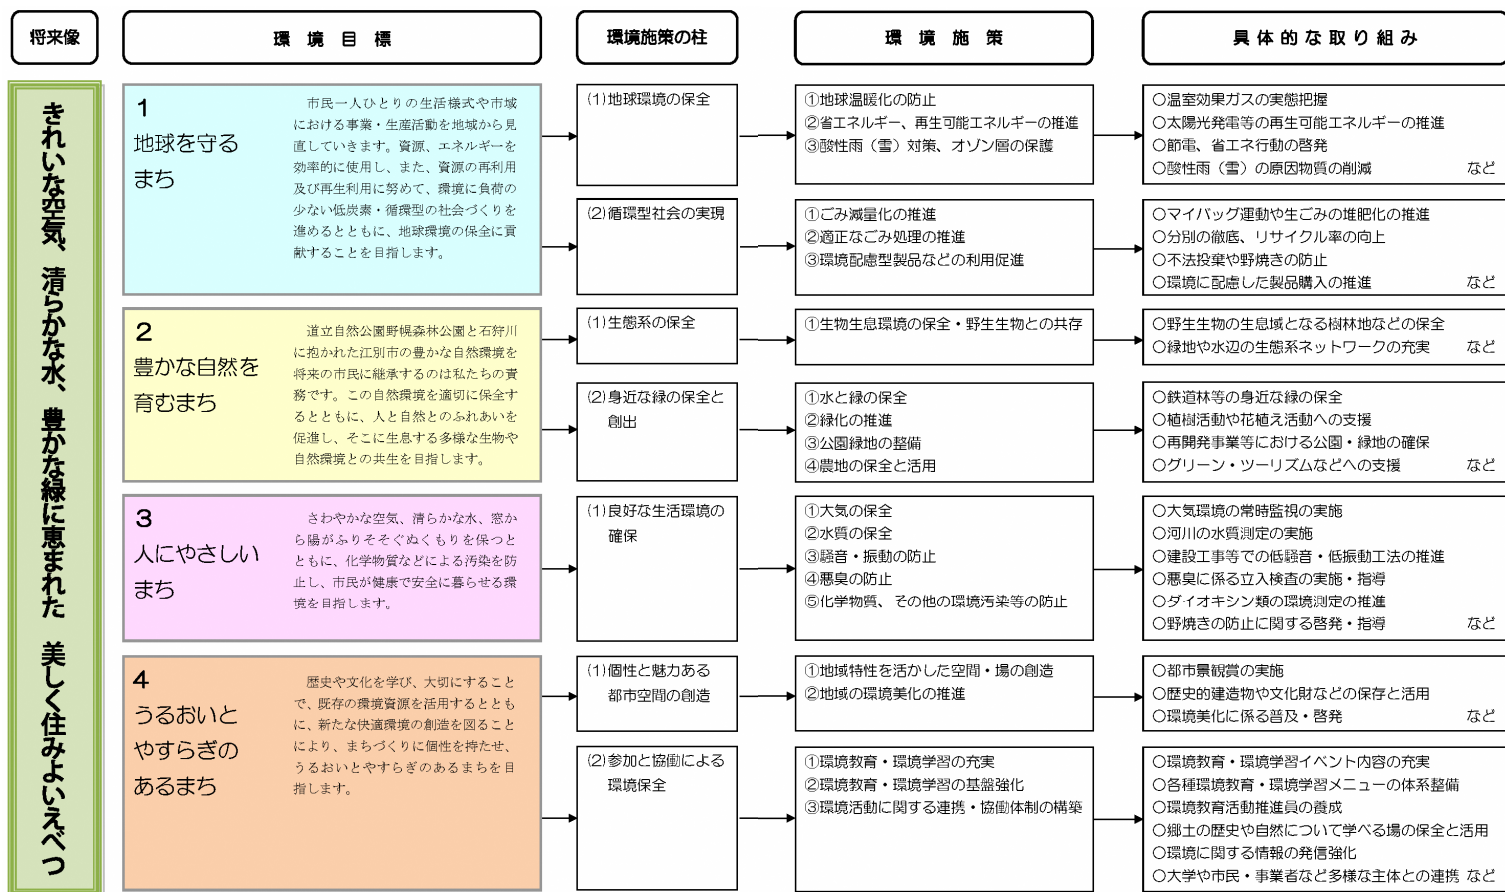 将来像
環境目標
環境施策の柱
環境施策
具体的な取り組み
きれいな空気、清らかな水、豊かな緑に恵まれた 美しく住みよいえべつ
1
地球を守る
まち
市民一人ひとりの生活様式や市域
における事業・生産活動を地域から見
直していきます。資源、エネルギーを
効率的に使用し、また、資源の再利用
及び再生利用に努めて、環境に負荷の
少ない低炭素・循環型の社会づくりを
進めるとともに、地球環境の保全に貢
献することを目指します。
(1)地球環境の保全
①地球温暖化の防止
②省エネルギー、再生可能エネルギーの推進
③酸性雨（雪）対策、オゾン層の保護
○温室効果ガスの実態把握
○太陽光発電等の再生可能エネルギーの推進
○節電、省エネ行動の啓発
○酸性雨（雪）の原因物質の削減 など
(2)循環型社会の実現
①ごみ減量化の推進
②適正なごみ処理の推進
③環境配慮型製品などの利用促進
○マイバッグ運動や生ごみの堆肥化の推進
○分別の徹底、リサイクル率の向上
○不法投棄や野焼きの防止
○環境に配慮した製品購入の推進 など
2
豊かな自然を
育むまち
道立自然公園野幌森林公園と石狩川
に抱かれた江別市の豊かな自然環境を
将来の市民に継承するのは私たちの責
務です。この自然環境を適切に保全す
るとともに、人と自然とのふれあいを
促進し、そこに生息する多様な生物や
自然環境との共生を目指します。
(1)生態系の保全
①生物生息環境の保全・野生生物との共存
○野生生物の生息域となる樹林地などの保全
○緑地や水辺の生態系ネットワークの充実 など
(2)身近な緑の保全と
創出
①水と緑の保全
②緑化の推進
③公園緑地の整備
④農地の保全と活用
○鉄道林等の身近な緑の保全
○植樹活動や花植え活動への支援
○再開発事業等における公園・緑地の確保
○グリーン・ツーリズムなどへの支援 など
3
人にやさしい
まち
さわやかな空気、清らかな水、窓か
ら陽がふりそそぐぬくもりを保つと
ともに、化学物質などによる汚染を防
止し、市民が健康で安全に暮らせる環
境を目指します。
(1)良好な生活環境の
確保
①大気の保全
②水質の保全
③騒音・振動の防止
④悪臭の防止
⑤化学物質、その他の環境汚染等の防止
○大気環境の常時監視の実施
○河川の水質測定の実施
○建設工事等での低騒音・低振動工法の推進
○悪臭に係る立入検査の実施・指導
○ダイオキシン類の環境測定の推進
○野焼きの防止に関する啓発・指導 など
4
うるおいと
やすらぎの
あるまち
歴史や文化を学び、大切にすること
で、既存の環境資源を活用するととも
に、新たな快適環境の創造を図ること
により、まちづくりに個性を持たせ、
うるおいとやすらぎのあるまちを目
指します。
(1)個性と魅力ある
都市空間の創造
①地域特性を活かした空間・場の創造
②地域の環境美化の推進
○都市景観賞の実施
○歴史的建造物や文化財などの保存と活用
○環境美化に係る普及・啓発 など
(2)参加と協働による
環境保全
①環境教育・環境学習の充実
②環境教育・環境学習の基盤強化
③環境活動に関する連携・協働体制の構築
○環境教育・環境学習イベント内容の充実
○各種環境教育・環境学習メニューの体系整備
○環境教育活動推進員の養成
○郷土の歴史や自然について学べる場の保全と活用
○環境に関する情報の発信強化
○大学や市民・事業者など多様な主体との連携 など